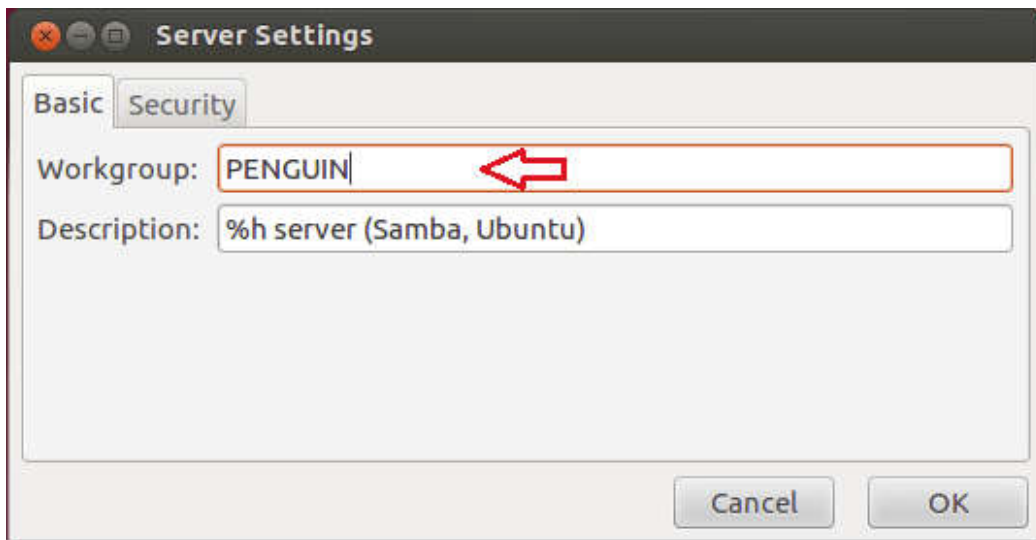 Server Settings
Basic Security
Workgroup: PENGUIN
Description: %h server (Samba, Ubuntu)
Cancel OK